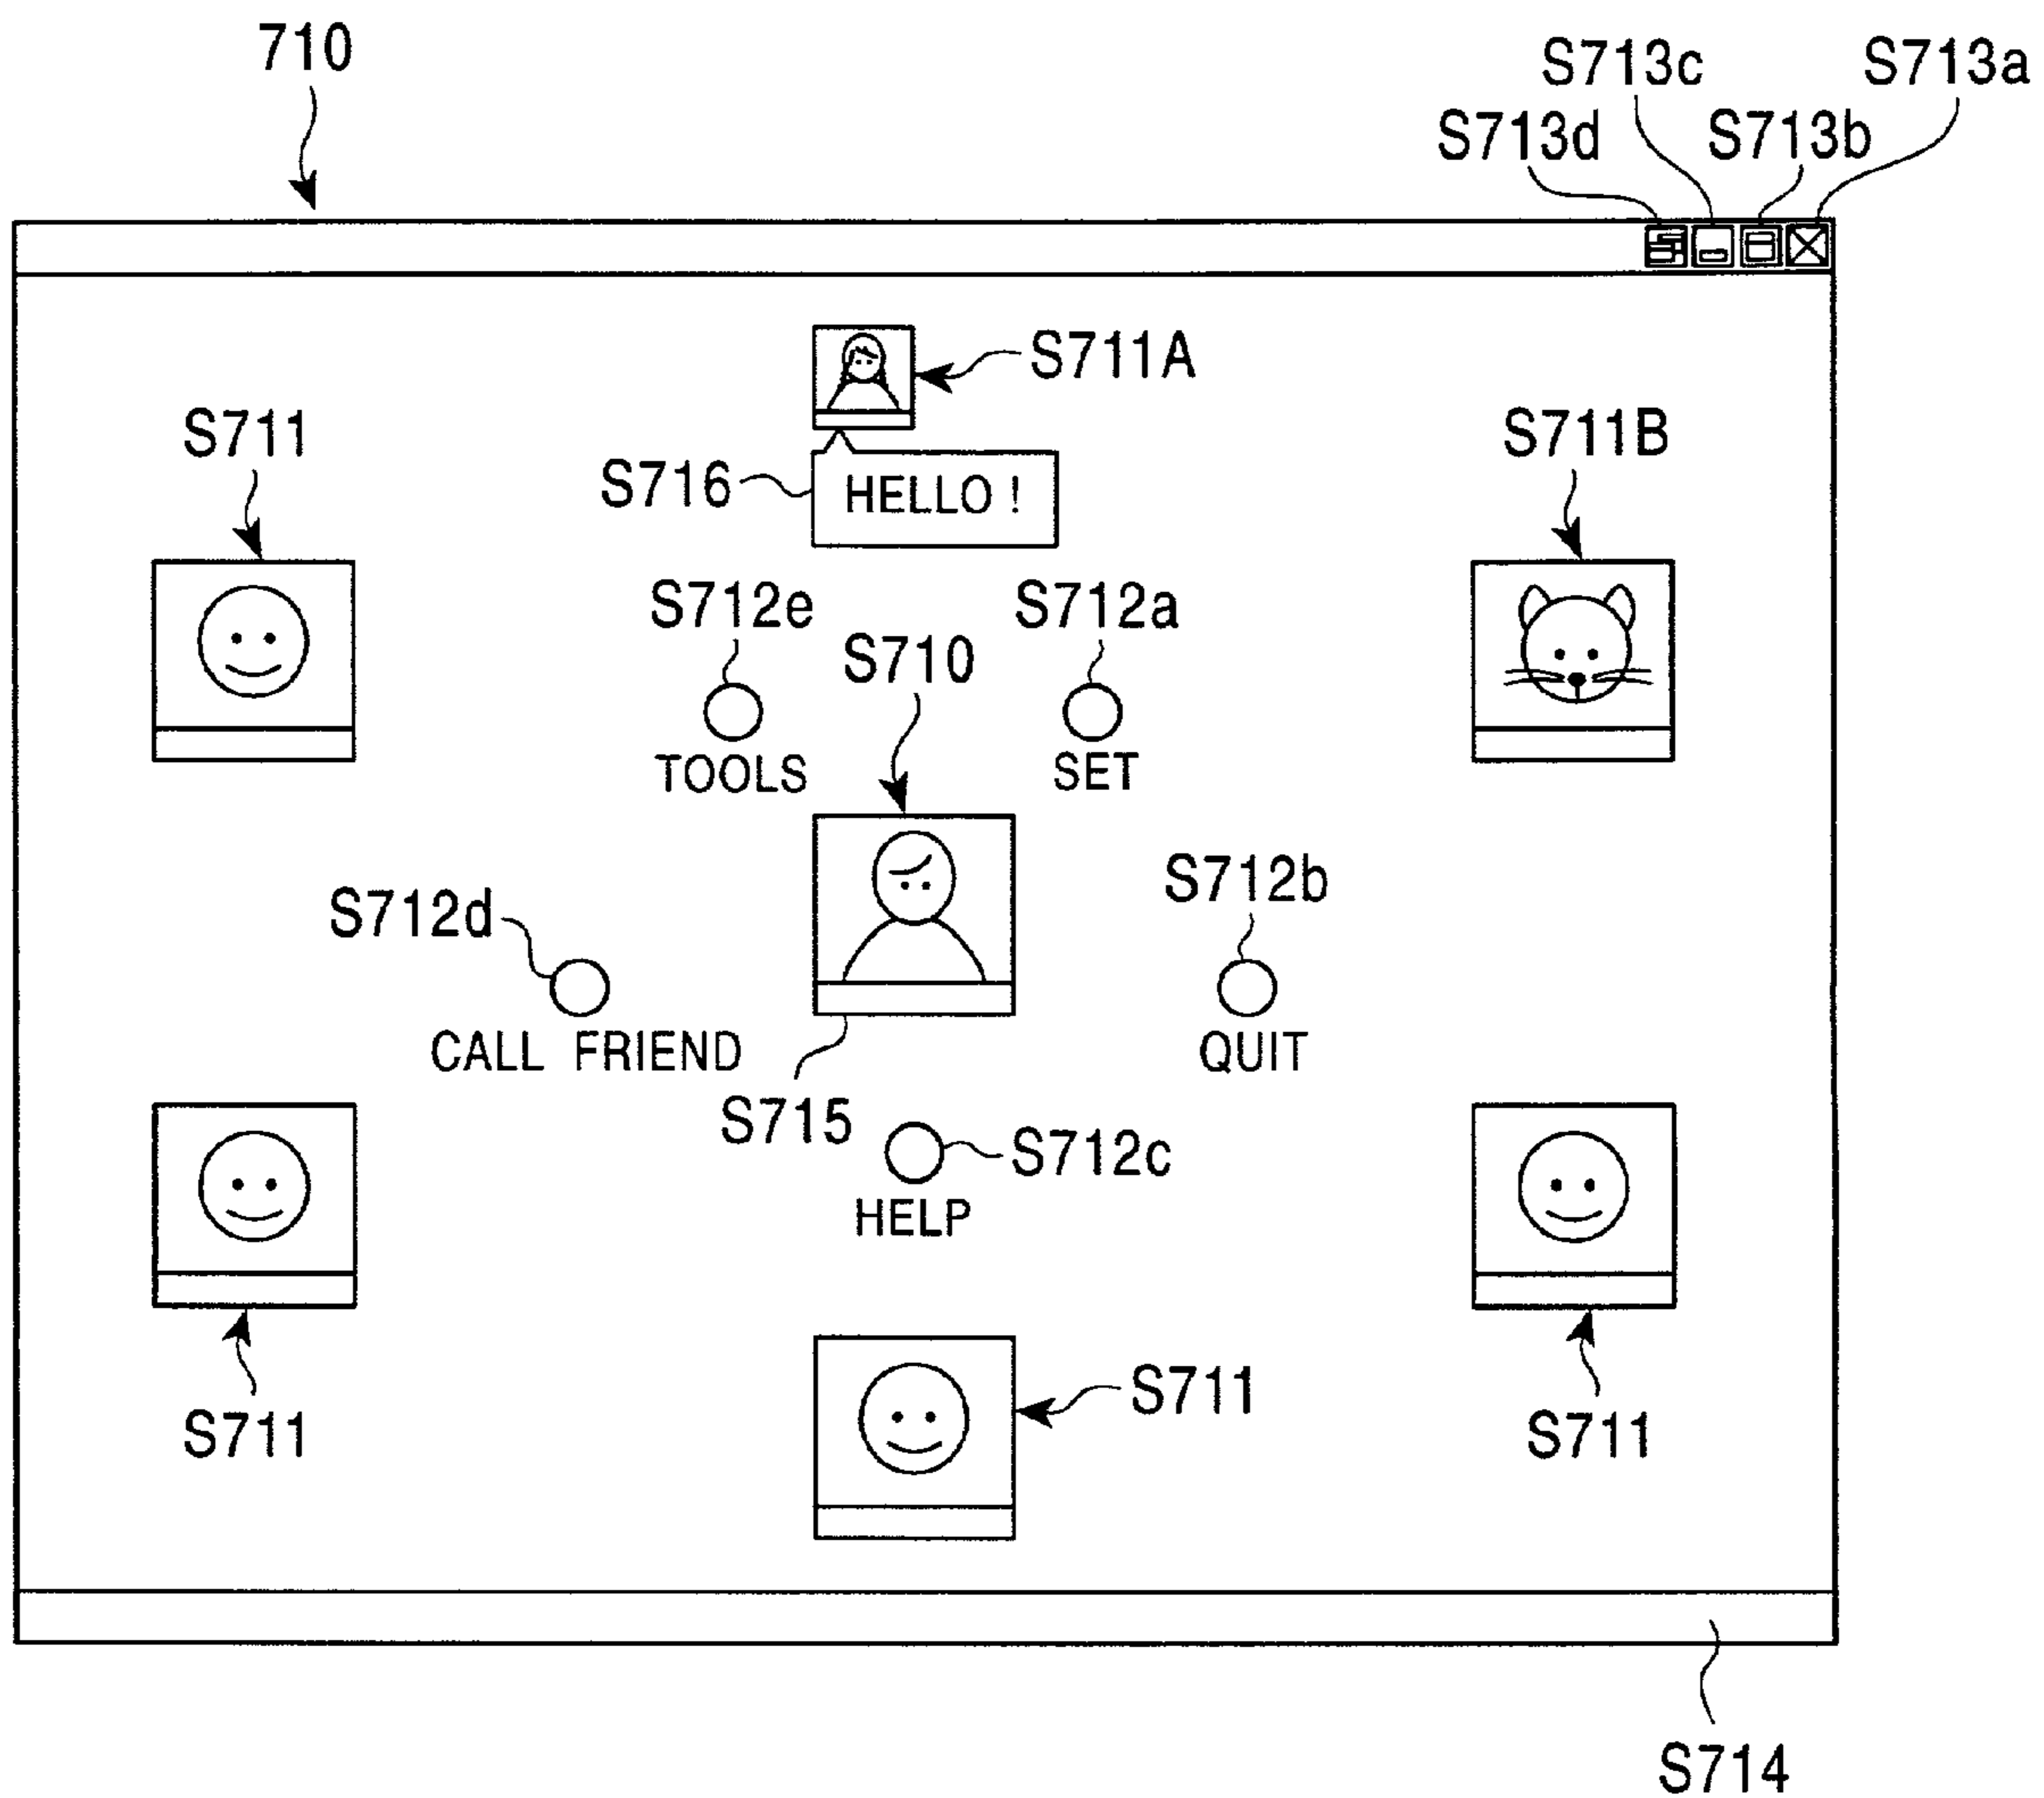 710
S713c
S713a
S713d
S713b
S711A
S711
S711B
S716
HELLO !
S712e
S712a
S710
TOOLS
SET
S712b
S712d
CALL FRIEND
QUIT
S715
S712c
HELP
S711
S711
S711
S714